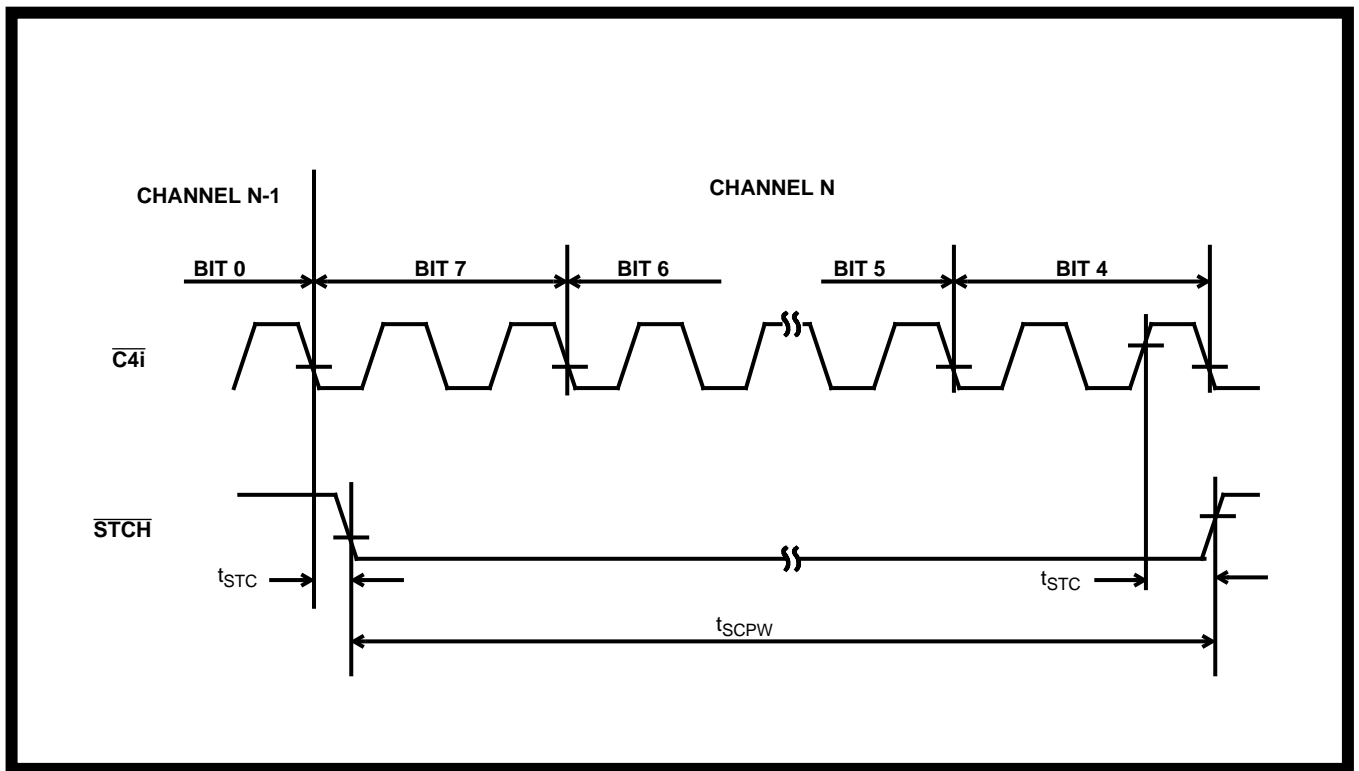 CHANNEL N-1
CHANNEL N
BIT 0
BIT 7
BIT 6
BIT 5
BIT 4
C4i
STCH
tSTC
tSTC
tSCPW